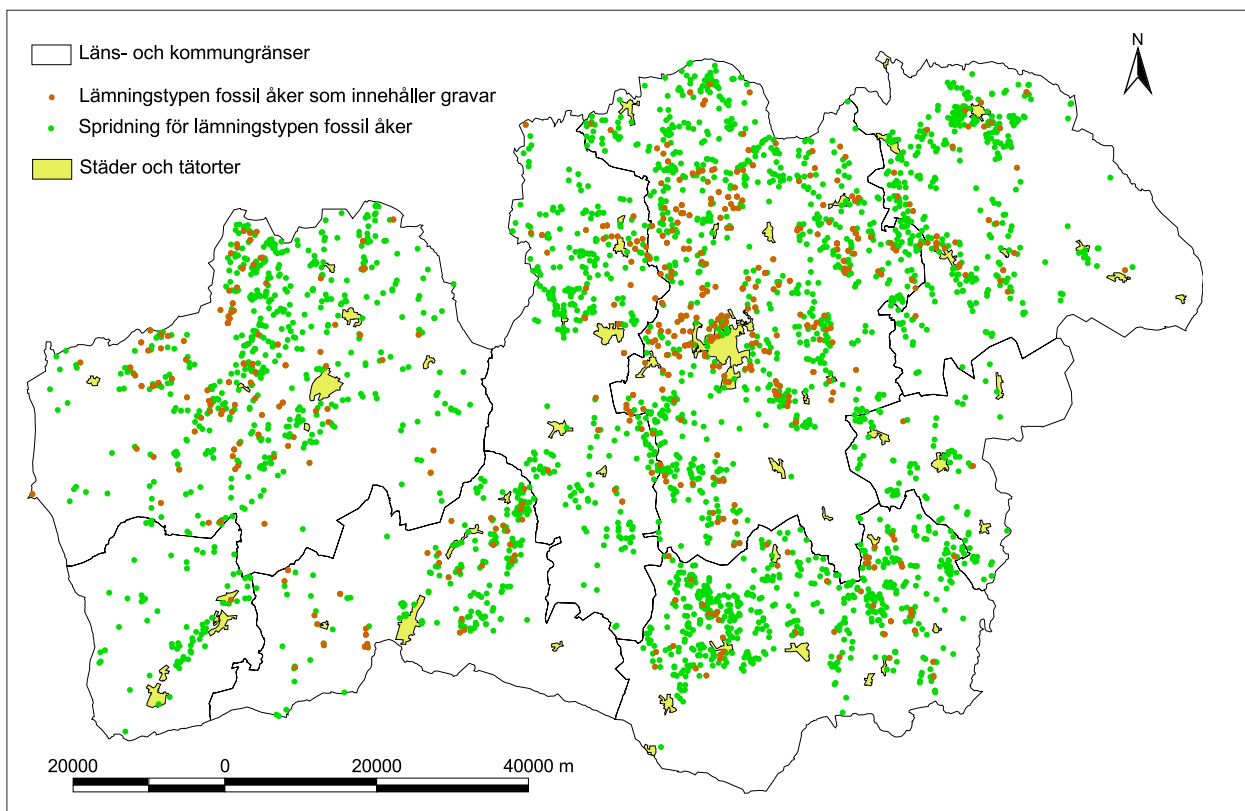 Läns- och kommungränser
Lämningstypen fossil åker som innehåller gravar
Spridning för lämningstypen fossil åker
Städer och tätorter
N
20000 0 20000 40000 m